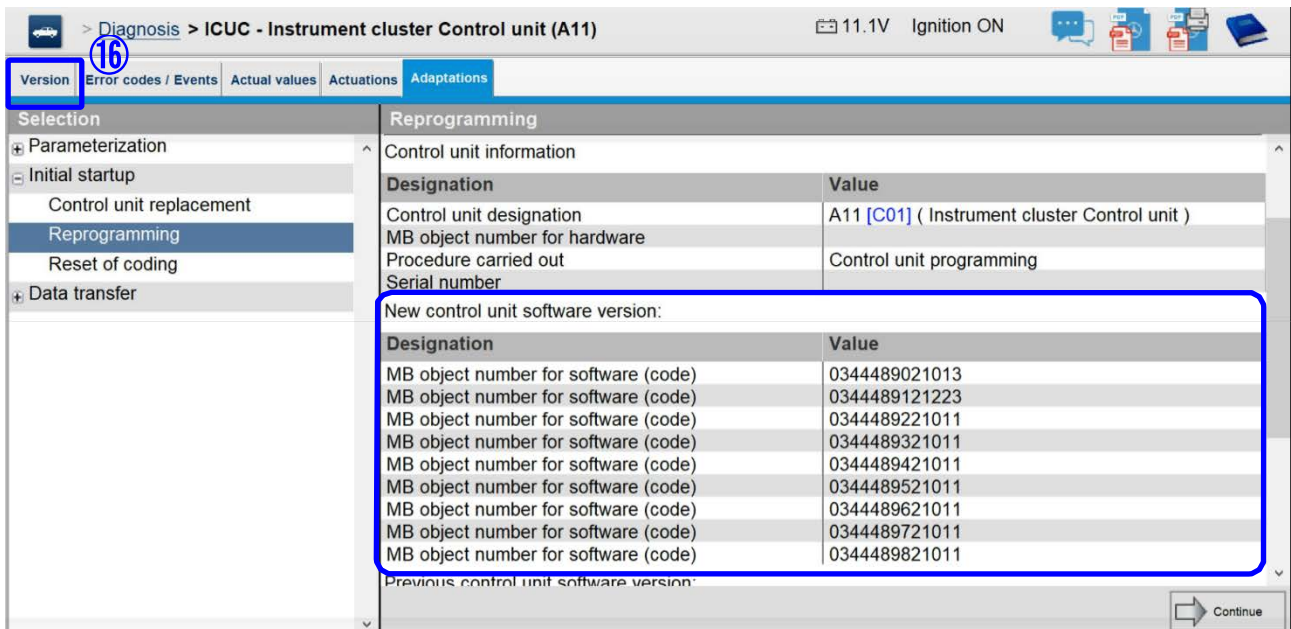 > Diagnosis > ICUC - Instrument cluster Control unit (A11) 11.1V Ignition ON
⑯
Version Error codes / Events Actual values Actuations Adaptations
Selection
Parameterization
Initial startup
Control unit replacement
Reprogramming
Reset of coding
Data transfer
Reprogramming
Control unit information
Designation Value
Control unit designation A11 [C01] ( Instrument cluster Control unit )
MB object number for hardware
Procedure carried out Control unit programming
Serial number
New control unit software version:
Designation Value
MB object number for software (code) 0344489021013
MB object number for software (code) 0344489121223
MB object number for software (code) 0344489221011
MB object number for software (code) 0344489321011
MB object number for software (code) 0344489421011
MB object number for software (code) 0344489521011
MB object number for software (code) 0344489621011
MB object number for software (code) 0344489721011
MB object number for software (code) 0344489821011
Previous control unit software version:
Continue